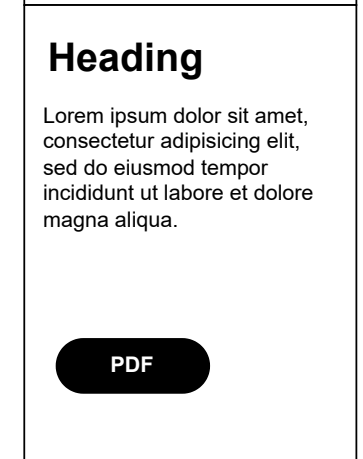 Heading
Lorem ipsum dolor sit amet,
consectetur adipisicing elit,
sed do eiusmod tempor
incididunt ut labore et dolore
magna aliqua.
PDF